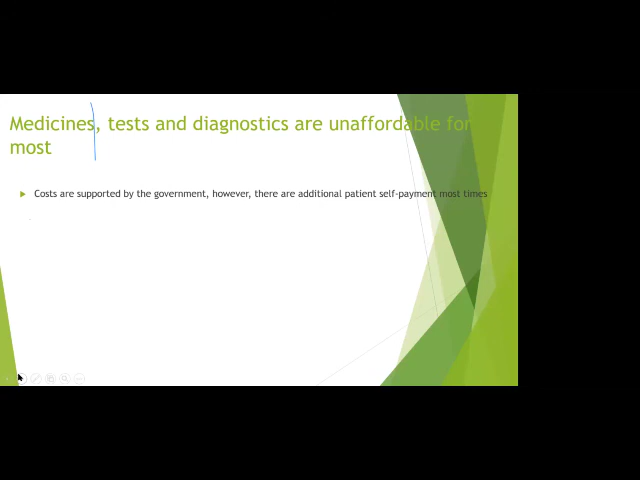 Medicines, tests and diagnostics are unaffordable for
most
Costs are supported by the government, however, there are additional patient self-payment most times